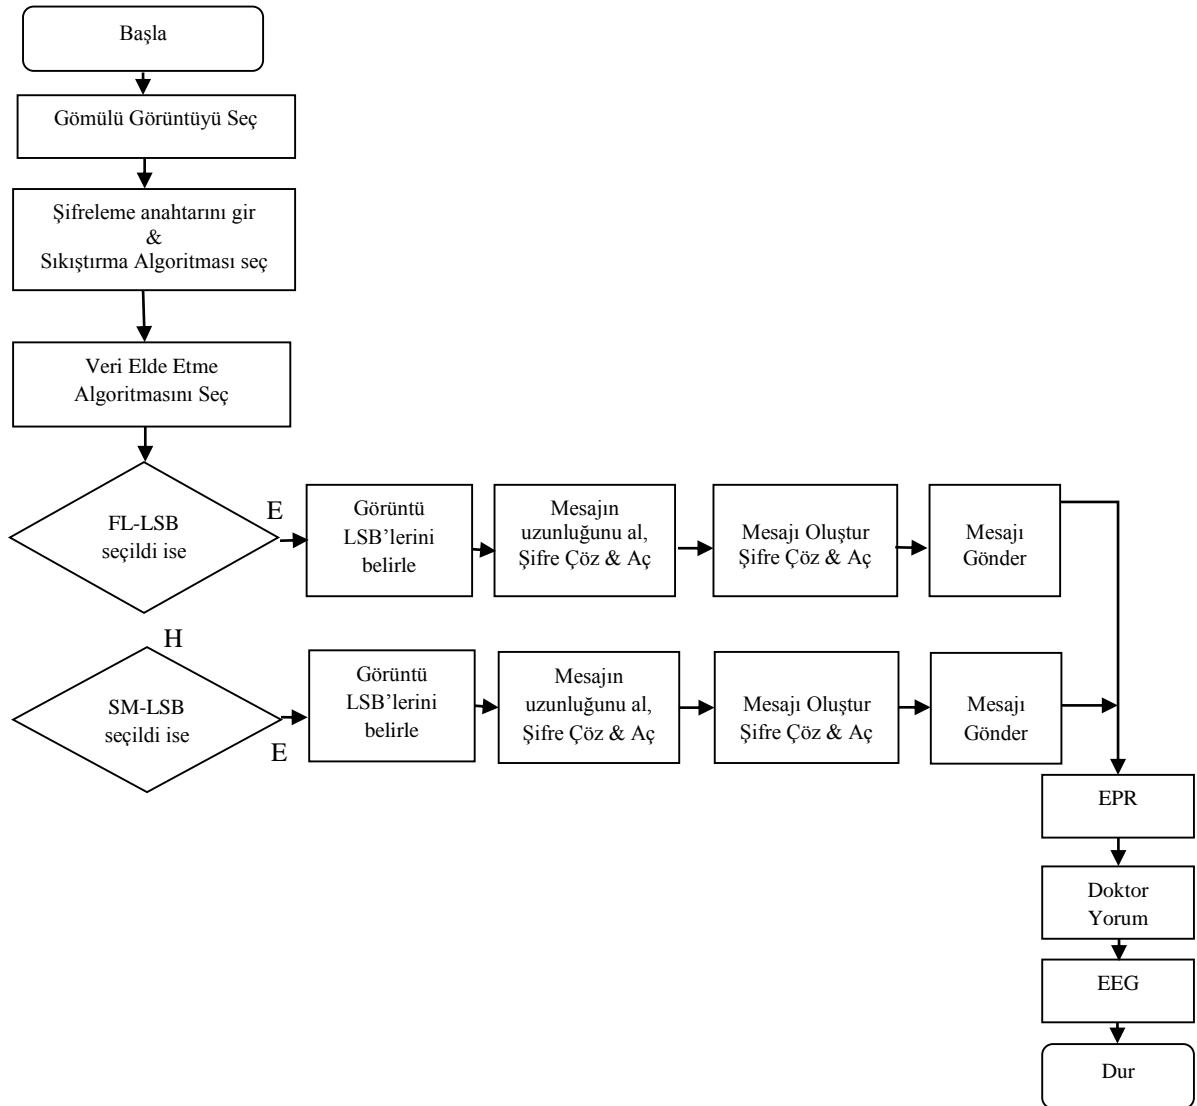 Başla
Gömülü Görüntüyü Seç
Şifreleme anahtarını gir
&
Sıkıştırma Algoritması seç
Veri Elde Etme
Algoritmasını Seç
FL-LSB
seçildi ise
E
Görüntü
LSB’lerini
belirle
Mesajın
uzunluğunu al,
Şifre Çöz & Aç
Mesajı Oluştur
Şifre Çöz & Aç
Mesajı
Gönder
H
SM-LSB
seçildi ise
E
Görüntü
LSB’lerini
belirle
Mesajın
uzunluğunu al,
Şifre Çöz & Aç
Mesajı Oluştur
Şifre Çöz & Aç
Mesajı
Gönder
EPR
Doktor
Yorum
EEG
Dur